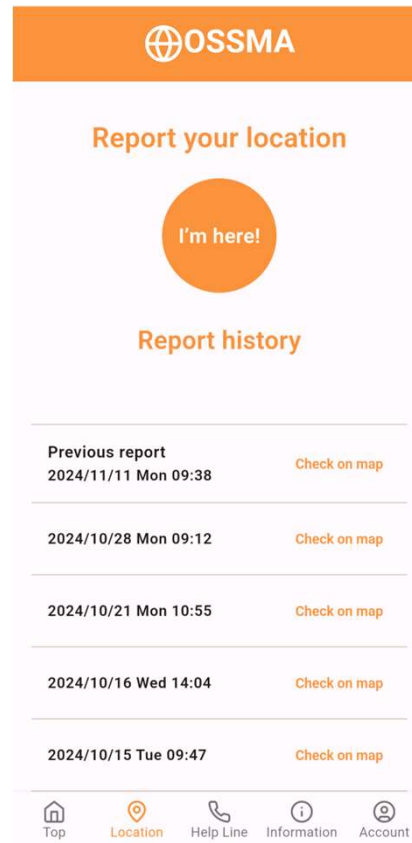 OSSMA
Report your location
I'm here!
Report history
Previous report
2024/11/11 Mon 09:38
Check on map
2024/10/28 Mon 09:12
Check on map
2024/10/21 Mon 10:55
Check on map
2024/10/16 Wed 14:04
Check on map
2024/10/15 Tue 09:47
Check on map
Top
Location
Help Line
Information
Account